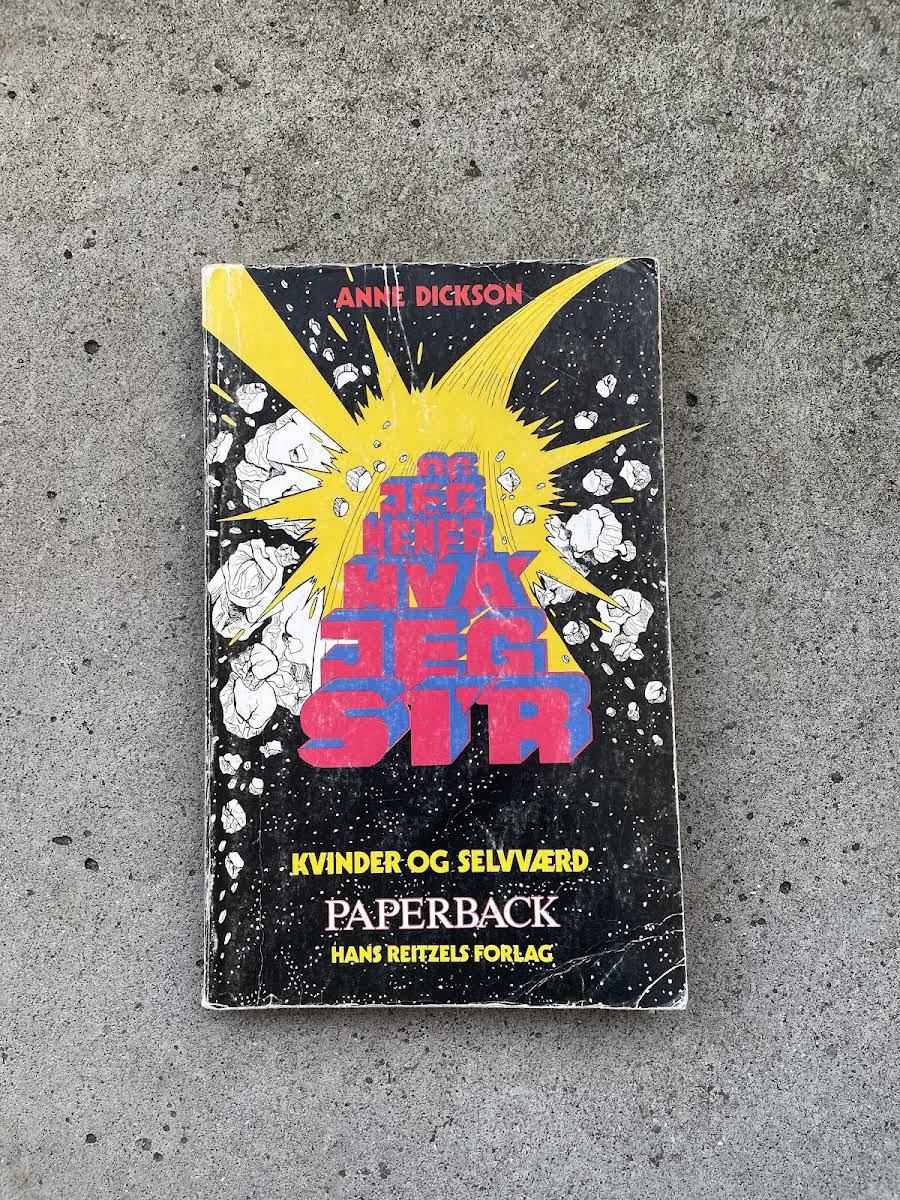 ANNE DICKSON
OG
JEG
MENER
HVA'
JEG
SI'R
KVINDER OG SELVVÆRD
PAPERBACK
HANS REITZELS FORLAG